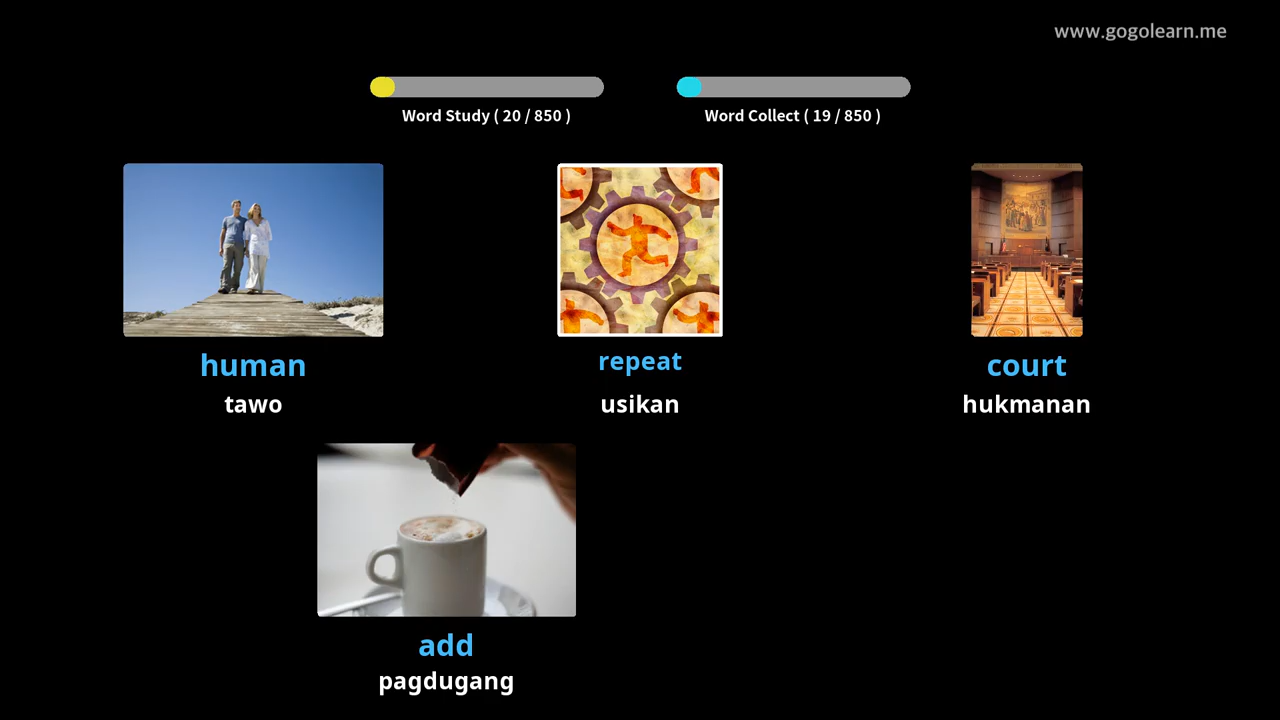 www.gogolearn.me
Word Study ( 20 / 850 )
Word Collect ( 19 / 850 )
human
tawo
repeat
usikan
court
hukmanan
add
pagdugang